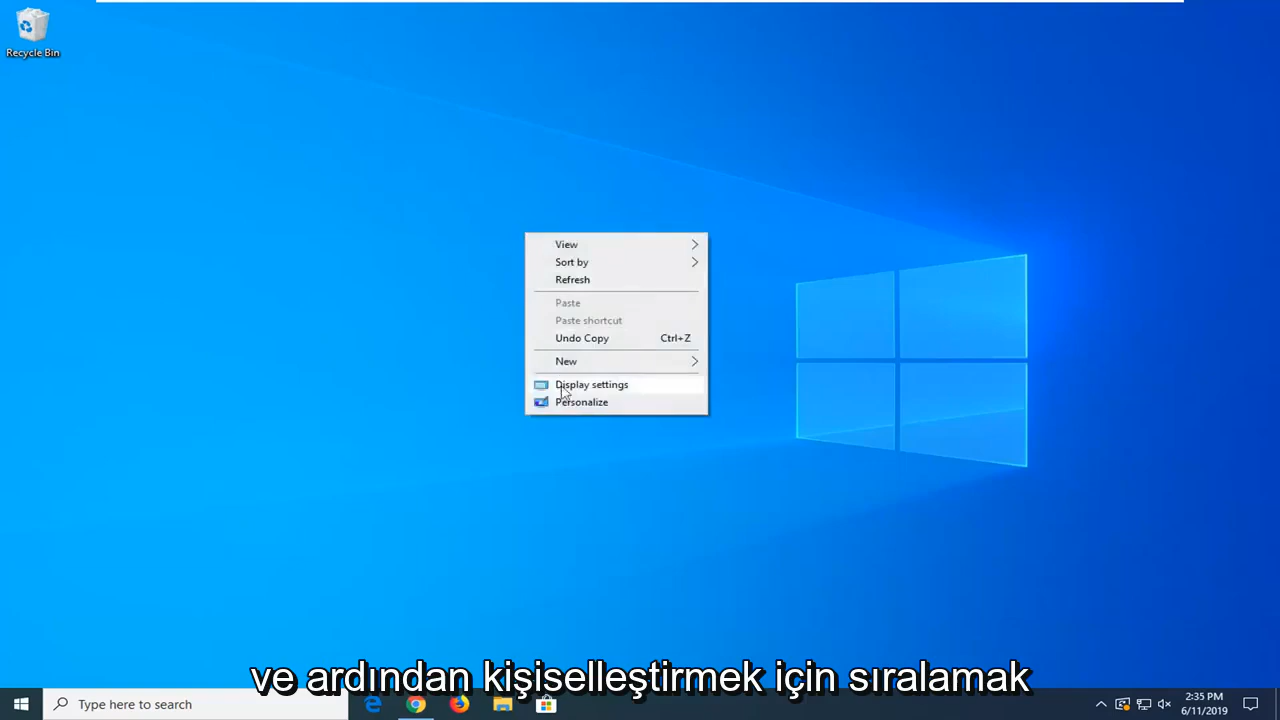 Recycle Bin
View
Sort by
Refresh
Paste
Paste shortcut
Undo Copy Ctrl+Z
New
Display settings
Personalize
ve ardından kişiselleştirmek için sıralamak
Type here to search
2:35 PM
6/11/2019